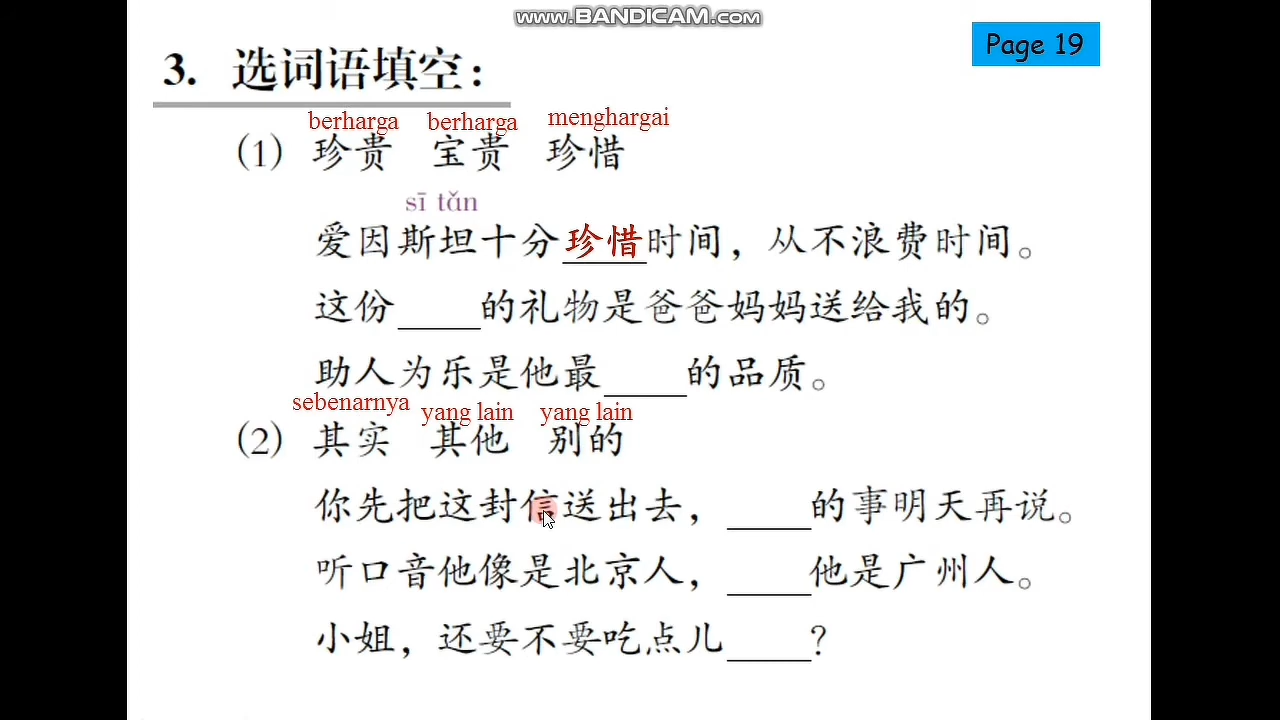 www.BANDICAM.com
Page 19
3. 选词语填空：
berharga berharga menghargai
(1) 珍贵 宝贵 珍惜
sī tǎn
爱因斯坦十分珍惜时间，从不浪费时间。
这份____的礼物是爸爸妈妈送给我的。
助人为乐是他最____的品质。
sebenarnya yang lain yang lain
(2) 其实 其他 别的
你先把这封信送出去，____的事明天再说。
听口音他像是北京人，____他是广州人。
小姐，还要不要吃点儿____？